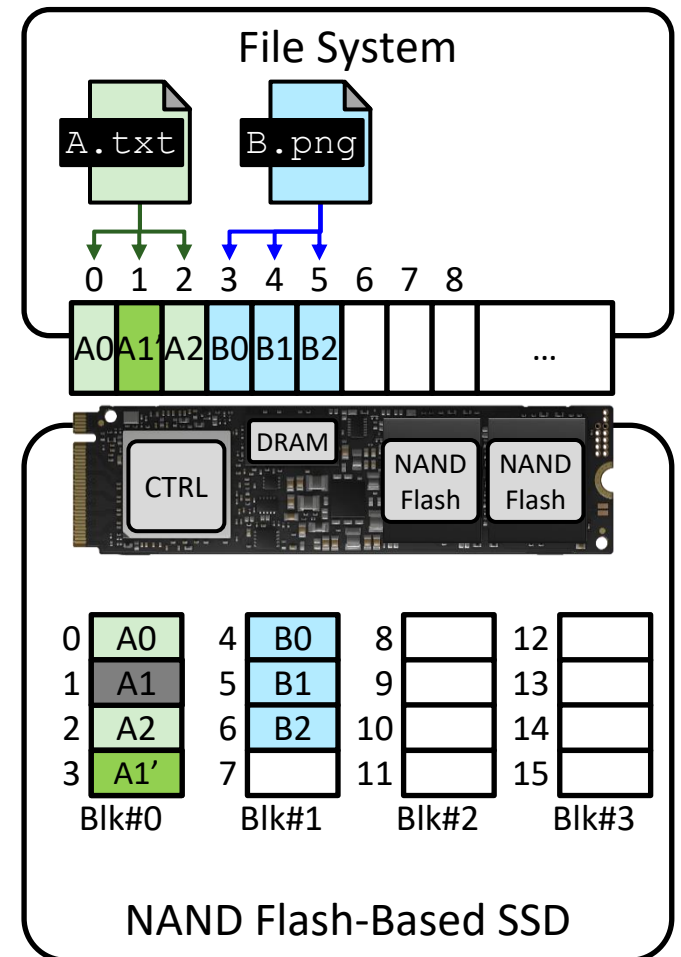 File System
A.txt B.png
0 1 2 3 4 5 6 7 8
A0 A1' A2 B0 B1 B2 ...
CTRL
DRAM
NAND Flash
NAND Flash
0 A0 4 B0 8 12
1 A1 5 B1 9 13
2 A2 6 B2 10 14
3 A1' 7 11 15
Blk#0 Blk#1 Blk#2 Blk#3
NAND Flash-Based SSD